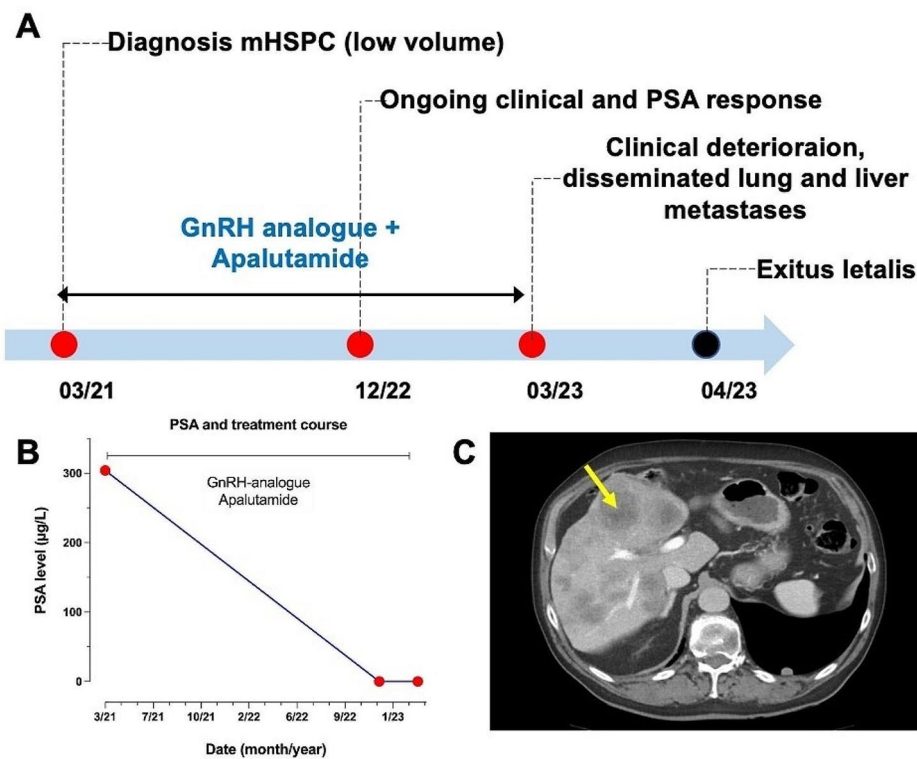 A
Diagnosis mHSPC (low volume)
Ongoing clinical and PSA response
Clinical deterioraion,
disseminated lung and liver
metastases
GnRH analogue +
Apalutamide
Exitus letalis
03/21
12/22
03/23
04/23
B
PSA and treatment course
GnRH-analogue
Apalutamide
PSA level (µg/L)
300
200
100
0
3/21 7/21 10/21 2/22 6/22 9/22 1/23
Date (month/year)
C